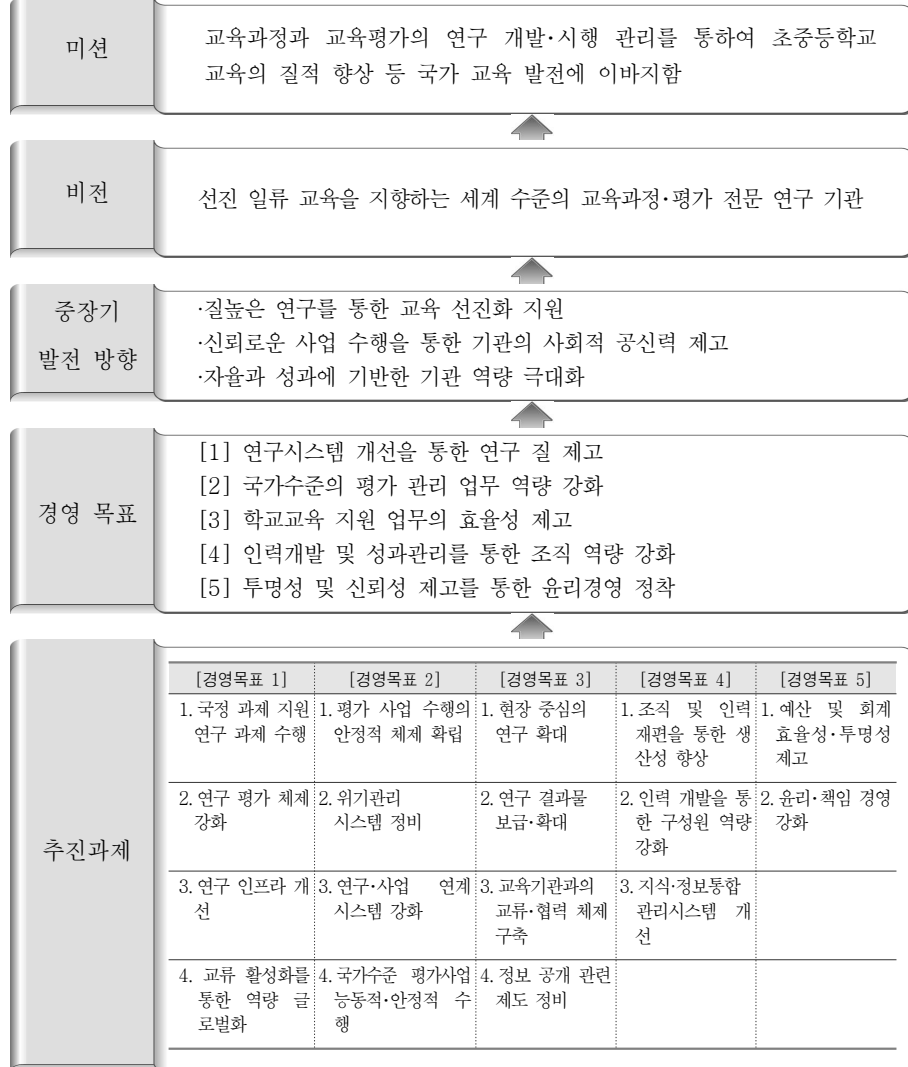 미션
교육과정과 교육평가의 연구 개발·시행 관리를 통하여 초중등학교
교육의 질적 향상 등 국가 교육 발전에 이바지함
비전
선진 일류 교육을 지향하는 세계 수준의 교육과정·평가 전문 연구 기관
중장기
발전 방향
·질높은 연구를 통한 교육 선진화 지원
·신뢰로운 사업 수행을 통한 기관의 사회적 공신력 제고
·자율과 성과에 기반한 기관 역량 극대화
경영 목표
[1] 연구시스템 개선을 통한 연구 질 제고
[2] 국가수준의 평가 관리 업무 역량 강화
[3] 학교교육 지원 업무의 효율성 제고
[4] 인력개발 및 성과관리를 통한 조직 역량 강화
[5] 투명성 및 신뢰성 제고를 통한 윤리경영 정착
추진과제
[경영목표 1] [경영목표 2] [경영목표 3] [경영목표 4] [경영목표 5]
1. 국정 과제 지원
연구 과제 수행
1. 평가 사업 수행의
안정적 체제 확립
1. 현장 중심의
연구 확대
1. 조직 및 인력
재편을 통한 생
산성 향상
1. 예산 및 회계
효율성·투명성
제고
2. 연구 평가 체제
강화
2. 위기관리
시스템 정비
2. 연구 결과물
보급·확대
2. 인력 개발을 통
한 구성원 역량
강화
2. 윤리·책임 경영
강화
3. 연구 인프라 개
선
3. 연구·사업 연계
시스템 강화
3. 교육기관과의
교류·협력 체제
구축
3. 지식·정보통합
관리시스템 개
선
4. 교류 활성화를
통한 역량 글
로벌화
4. 국가수준 평가사업
능동적·안정적 수
행
4. 정보 공개 관련
제도 정비